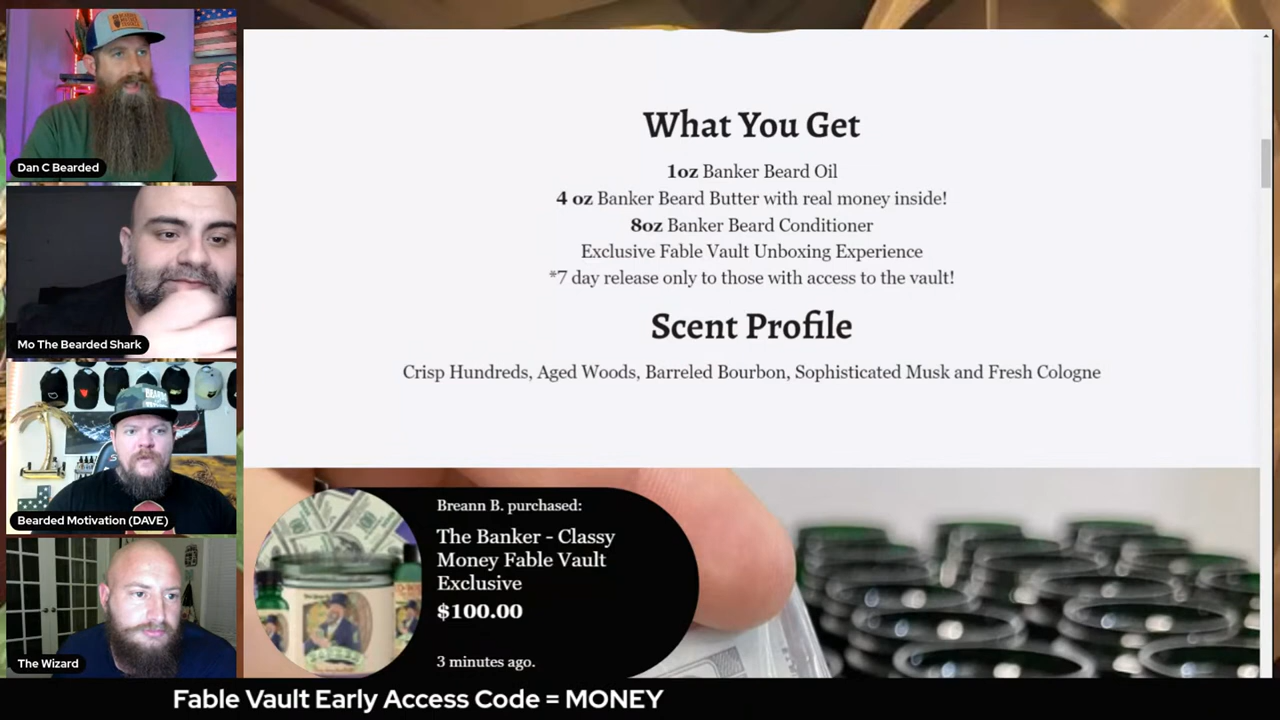 Dan C Bearded
Mo The Bearded Shark
Bearded Motivation (DAVE)
The Wizard
What You Get
1oz Banker Beard Oil
4 oz Banker Beard Butter with real money inside!
8oz Banker Beard Conditioner
Exclusive Fable Vault Unboxing Experience
*7 day release only to those with access to the vault!
Scent Profile
Crisp Hundreds, Aged Woods, Barreled Bourbon, Sophisticated Musk and Fresh Cologne
Breann B. purchased:
The Banker - Classy
Money Fable Vault
Exclusive
$100.00
3 minutes ago.
Fable Vault Early Access Code = MONEY